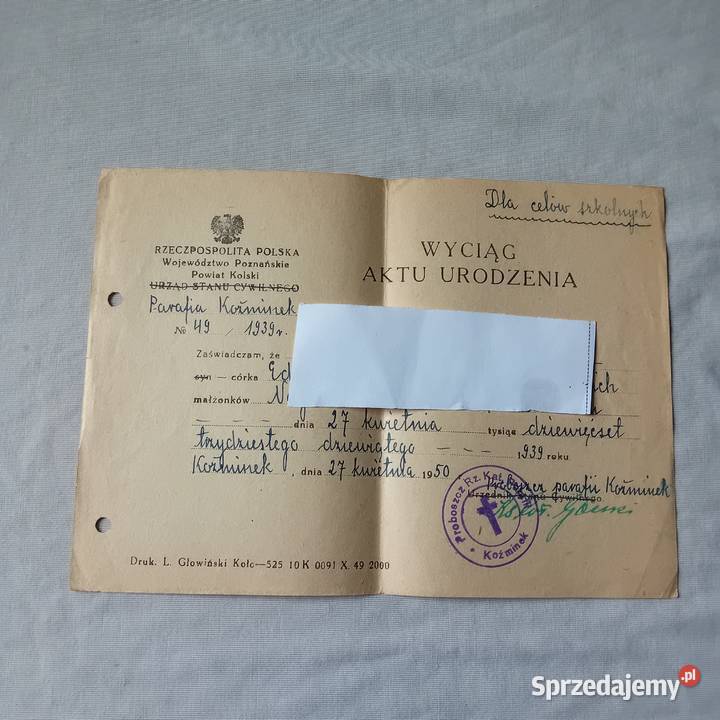 Dla celów szkolnych
RZECZPOSPOLITA POLSKA
Województwo Poznańskie
Powiat Kolski
URZĄD STANU CYWILNEGO
Parafia Koźminek
№ 49 / 1939 r.
WYCIĄG
AKTU URODZENIA
Zaświadczam, że
syn — córka
małżonków
dnia 27 kwietnia tysiąc dziewięćset
trzydziestego dziewiątego — — — 1939 roku
Koźminek, dnia 27 kwietnia 1950
Proboszcz parafii Koźminek
Urzędnik Stanu Cywilnego
Proboszcz Rz. Kat. Parafii
Koźminek
Druk. L. Glowiński Koło—525 10 K 0091 X. 49 2000
Sprzedajemy.pl